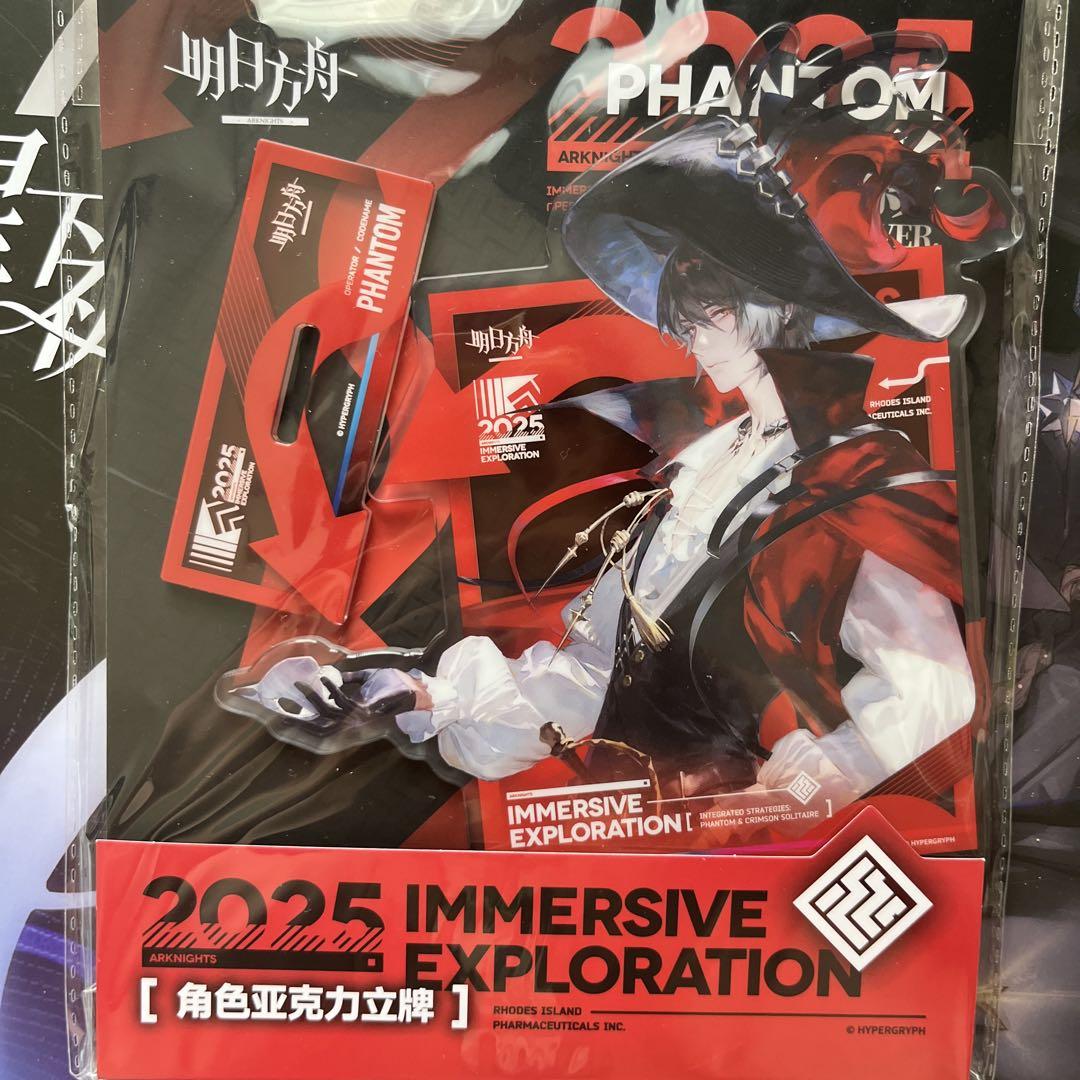 明日方舟
ARKNIGHTS
2025
PHANTOM
明日方舟
OPERATOR / CODENAME
PHANTOM
© HYPERGRYPH
2025
IMMERSIVE
EXPLORATION
明日方舟
2025
ARKNIGHTS
IMMERSIVE
EXPLORATION
VER.
RHODES ISLAND
ARKNIGHTS
IMMERSIVE
EXPLORATION
[ INTEGRATED STRATEGIES:
PHANTOM & CRIMSON SOLITAIRE ]
HYPERGRYPH
2025
ARKNIGHTS
IMMERSIVE
EXPLORATION
[ 角色亚克力立牌 ]
RHODES ISLAND
PHARMACEUTICALS INC.
© HYPERGRYPH